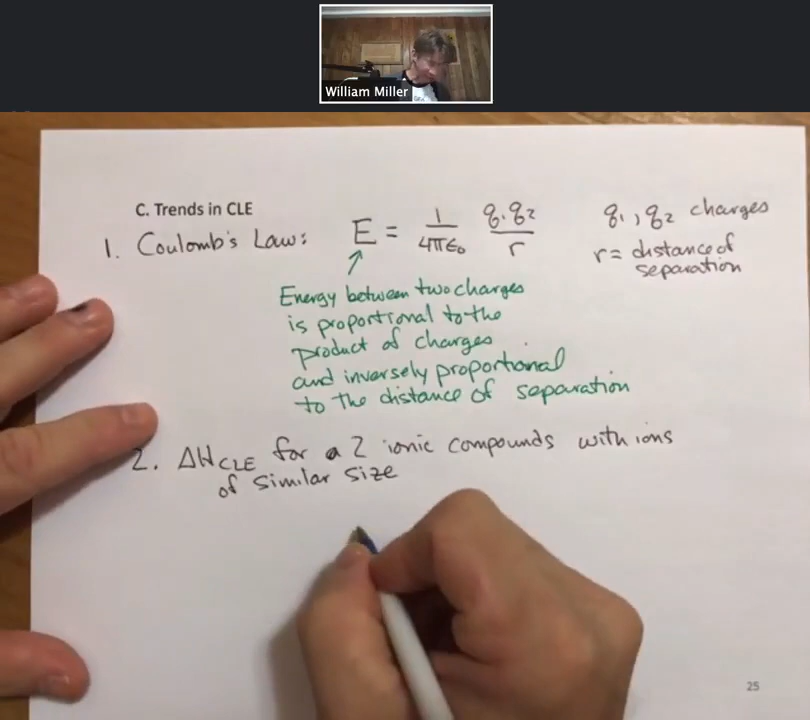 William Miller
C. Trends in CLE
1. Coulomb's Law: E = 1/4πϵ₀ q₁q₂/r
q₁, q₂ charges
r = distance of
separation
Energy between two charges
is proportional to the
product of charges
and inversely proportional
to the distance of separation
2. ΔH_CLE for a 2 ionic compounds with ions
of similar size
25